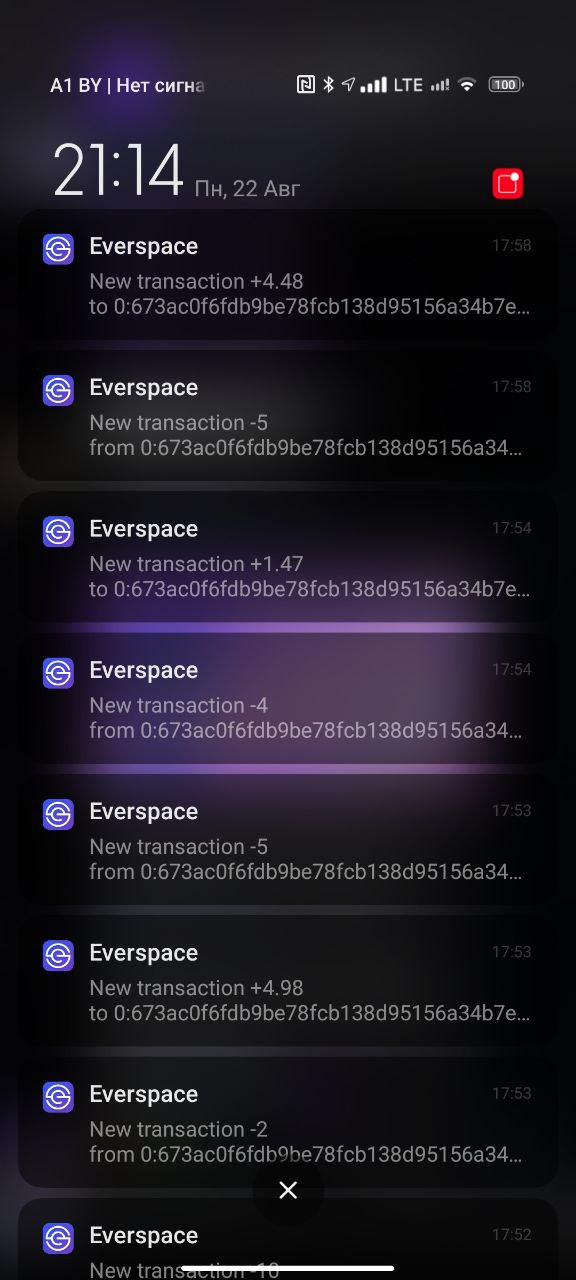 A1 BY | Нет сигна
LTE
100
21:14 Пн, 22 Авг
Everspace 17:58
New transaction +4.48
to 0:673ac0f6fdb9be78fcb138d95156a34b7e...
Everspace 17:58
New transaction -5
from 0:673ac0f6fdb9be78fcb138d95156a34...
Everspace 17:54
New transaction +1.47
to 0:673ac0f6fdb9be78fcb138d95156a34b7e...
Everspace 17:54
New transaction -4
from 0:673ac0f6fdb9be78fcb138d95156a34...
Everspace 17:53
New transaction -5
from 0:673ac0f6fdb9be78fcb138d95156a34...
Everspace 17:53
New transaction +4.98
to 0:673ac0f6fdb9be78fcb138d95156a34b7e...
Everspace 17:53
New transaction -2
from 0:673ac0f6fdb9be78fcb138d95156a34...
Everspace 17:52
New transaction -10